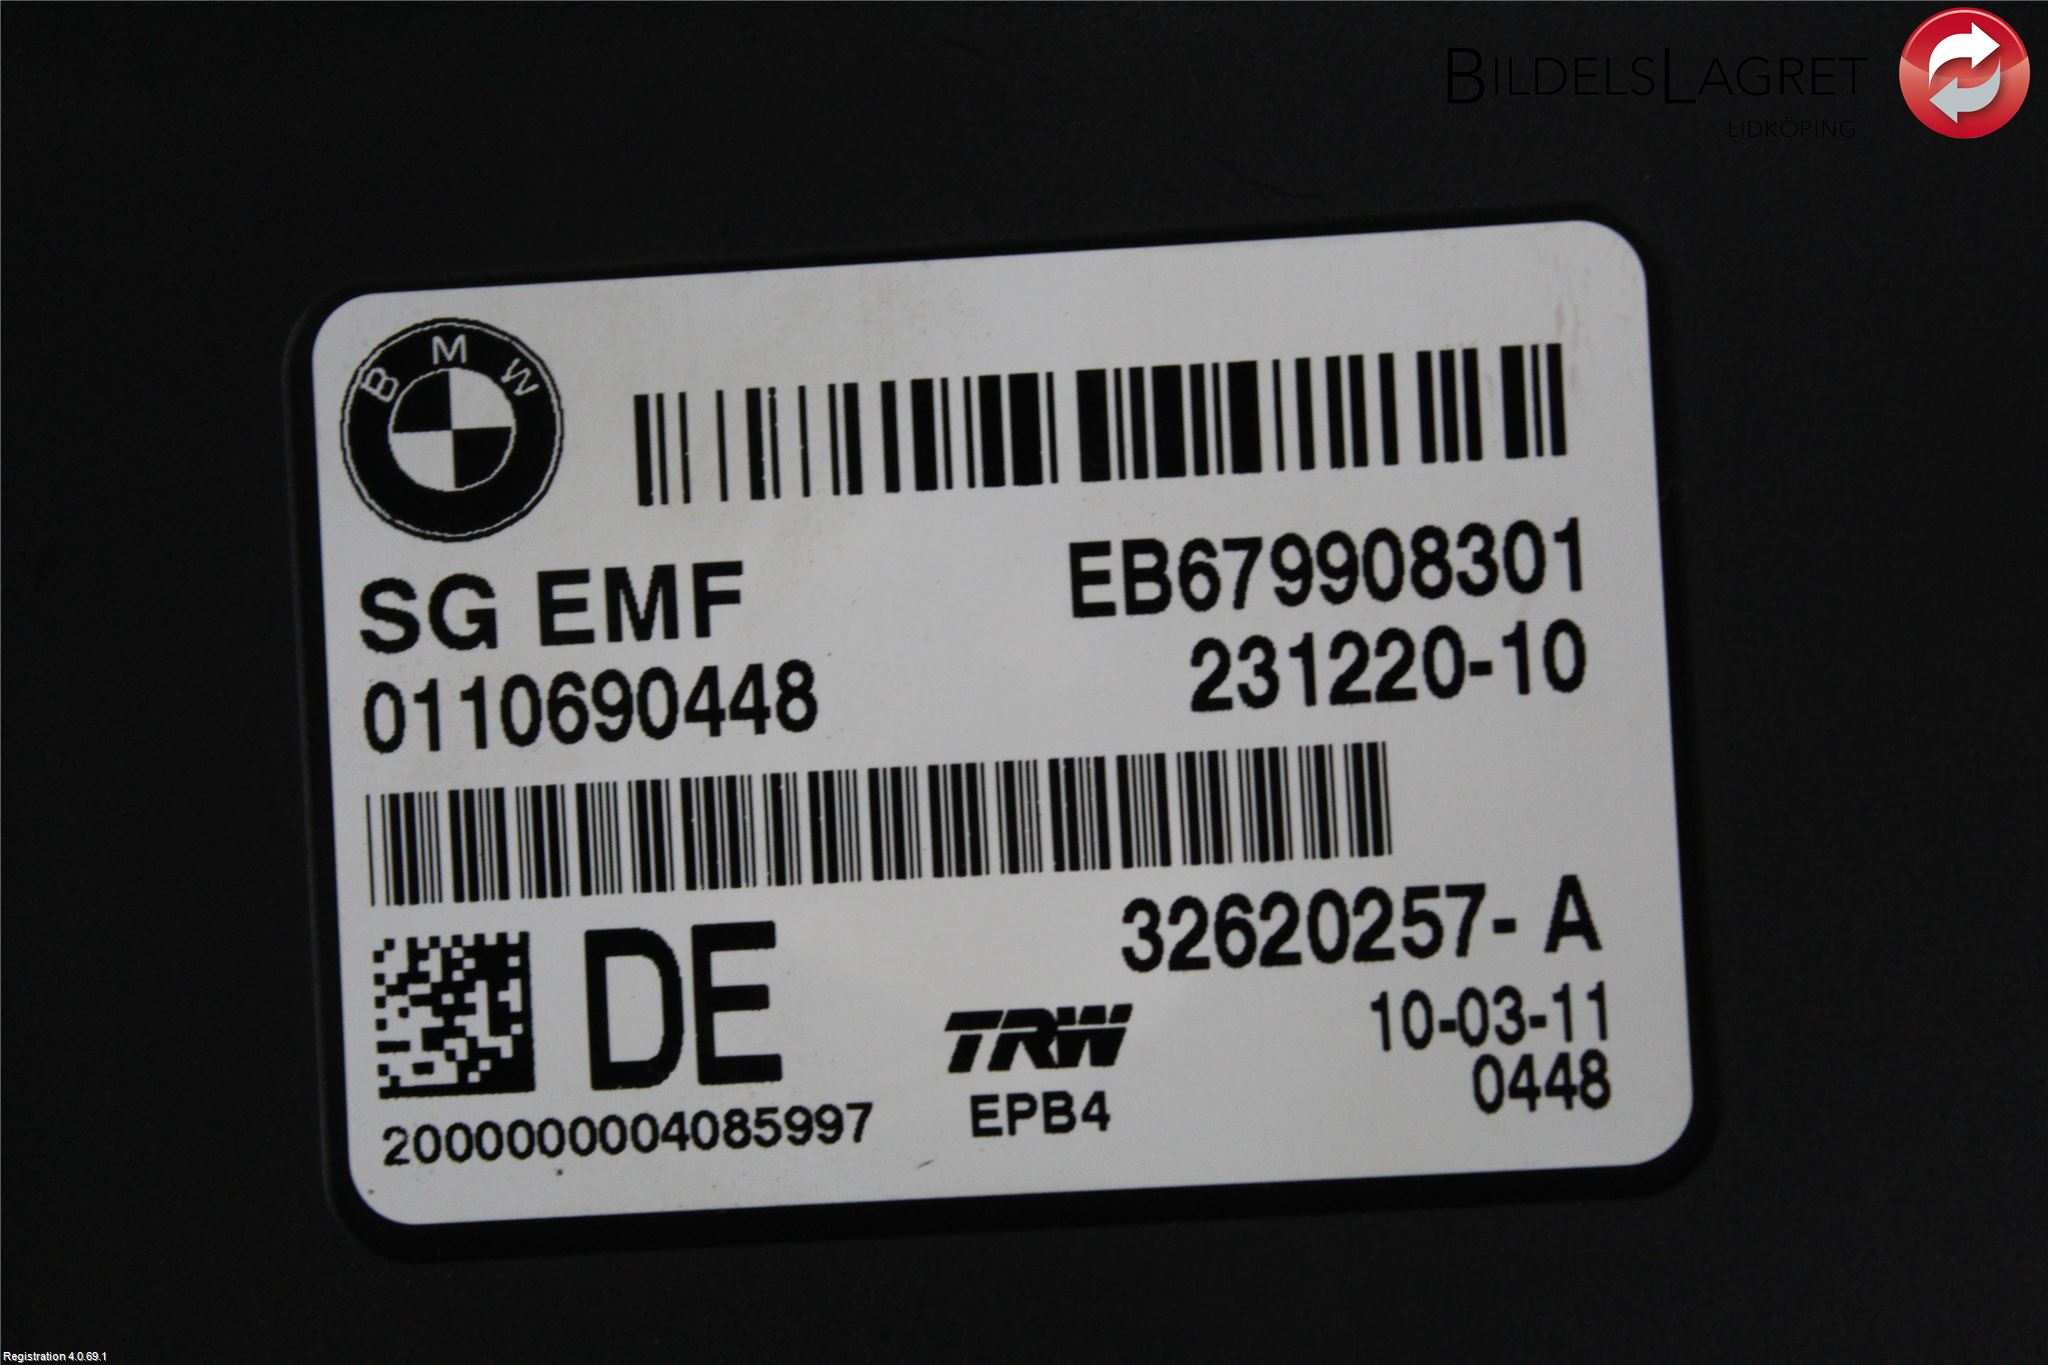 BILDELSLAGRET
LIDKÖPING
BMW
SG EMF
EB679908301
0110690448
231220-10
32620257- A
DE
TRW
10-03-11
EPB4
0448
2000000004085997
Registration 4.0.69.1